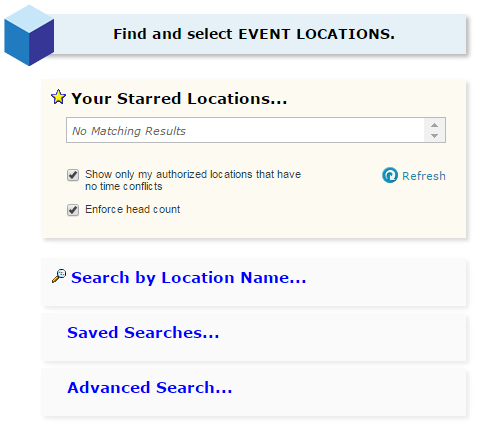 Find and select EVENT LOCATIONS.
Your Starred Locations...
No Matching Results
Show only my authorized locations that have
no time conflicts
Refresh
Enforce head count
Search by Location Name...
Saved Searches...
Advanced Search...